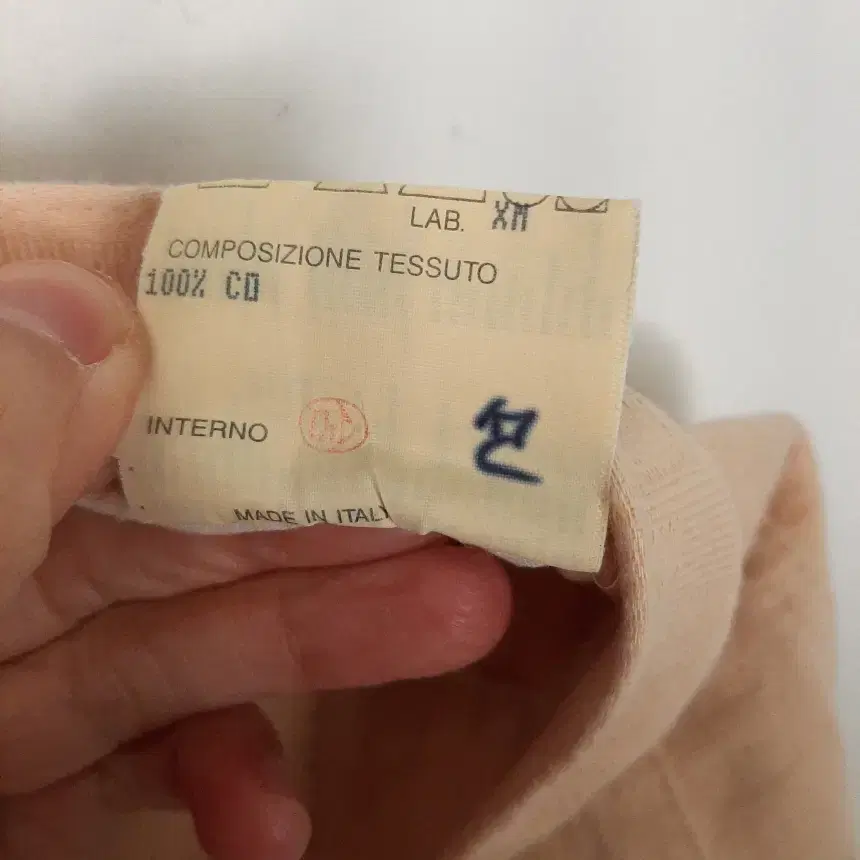 LAB. XM
COMPOSIZIONE TESSUTO
100% CO
INTERNO
MADE IN ITALY